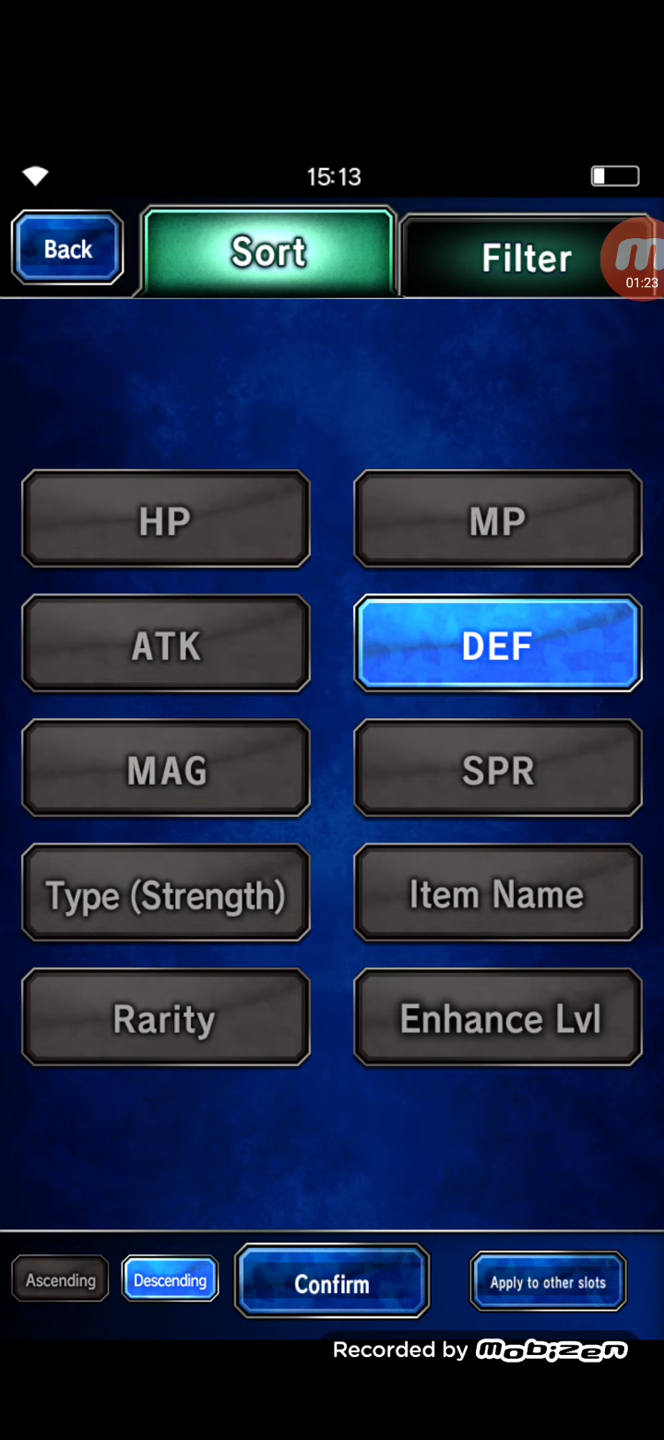 15:13
Back
Sort
Filter
01:23
HP
MP
ATK
DEF
MAG
SPR
Type (Strength)
Item Name
Rarity
Enhance Lvl
Ascending
Descending
Confirm
Apply to other slots
Recorded by mobizen